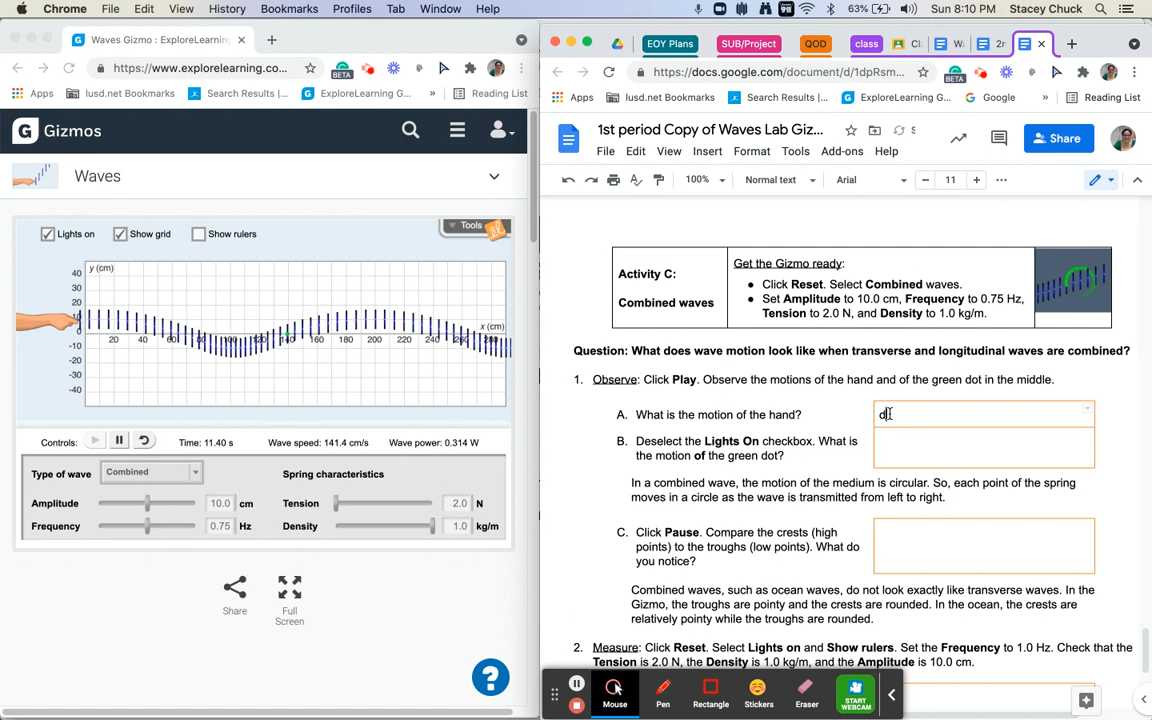 Chrome File Edit View History Bookmarks Profiles Tab Window Help 63% Sun 8:10 PM Stacey Chuck
Waves Gizmo : ExploreLearnin
https://www.explorelearning.co...
BETA
Apps lusd.net Bookmarks Search Results |... ExploreLearning G... » Reading List
G Gizmos
Waves
Lights on Show grid Show rulers Tools
y (cm)
40
30
20
10
-10
-20
-30
-40
x (cm)
20 40 60 80 100 120 140 160 180 200 220 240 260 280
Controls: Time: 11.40 s Wave speed: 141.4 cm/s Wave power: 0.314 W
Type of wave Combined Spring characteristics
Amplitude 10.0 cm Tension 2.0 N
Frequency 0.75 Hz Density 1.0 kg/m
Share
Full
Screen
?
EOY Plans SUB/Project QOD class Cl W 2r
https://docs.google.com/document/d/1dpRsm...
BETA
Apps lusd.net Bookmarks Search Results |... ExploreLearning G... Google » Reading List
1st period Copy of Waves Lab Giz... S
File Edit View Insert Format Tools Add-ons Help
Share
100% Normal text Arial 11
Activity C:
Combined waves
Get the Gizmo ready:
● Click Reset. Select Combined waves.
● Set Amplitude to 10.0 cm, Frequency to 0.75 Hz,
Tension to 2.0 N, and Density to 1.0 kg/m.
Question: What does wave motion look like when transverse and longitudinal waves are combined?
1. Observe: Click Play. Observe the motions of the hand and of the green dot in the middle.
A. What is the motion of the hand?
d
B. Deselect the Lights On checkbox. What is
the motion of the green dot?
In a combined wave, the motion of the medium is circular. So, each point of the spring
moves in a circle as the wave is transmitted from left to right.
C. Click Pause. Compare the crests (high
points) to the troughs (low points). What do
you notice?
Combined waves, such as ocean waves, do not look exactly like transverse waves. In the
Gizmo, the troughs are pointy and the crests are rounded. In the ocean, the crests are
relatively pointy while the troughs are rounded.
2. Measure: Click Reset. Select Lights on and Show rulers. Set the Frequency to 1.0 Hz. Check that the
Tension is 2.0 N, the Density is 1.0 kg/m, and the Amplitude is 10.0 cm.
Mouse Pen Rectangle Stickers Eraser START
WEBCAM